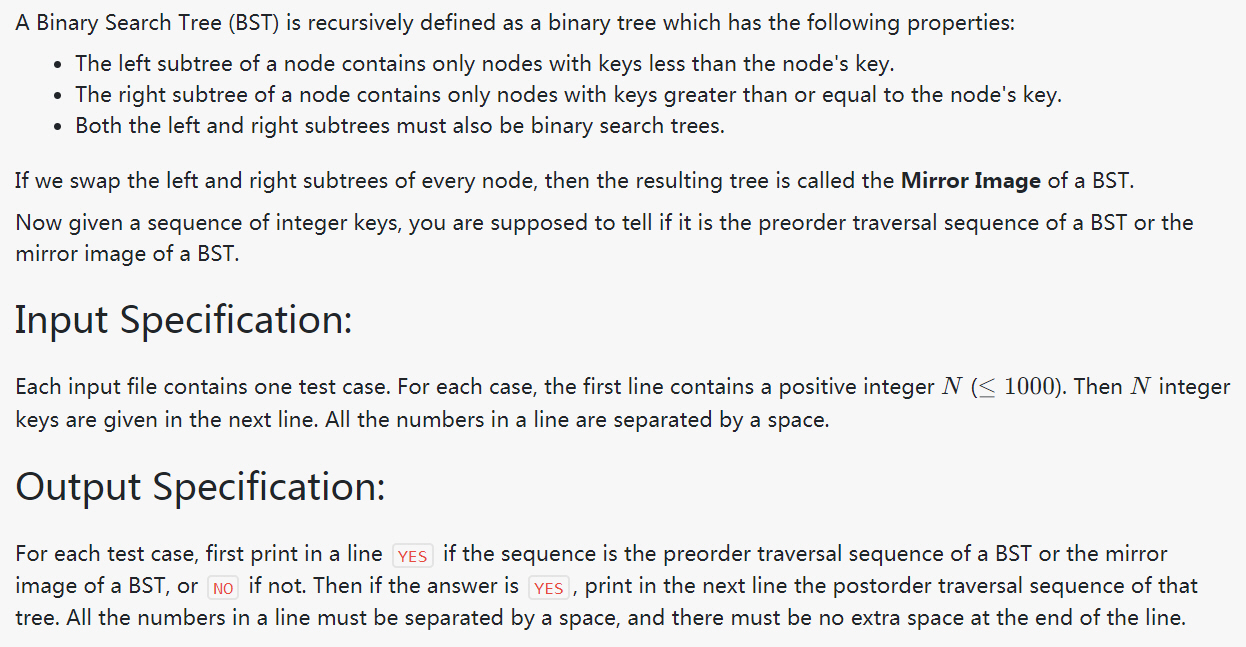 A Binary Search Tree (BST) is recursively defined as a binary tree which has the following properties:
• The left subtree of a node contains only nodes with keys less than the node's key.
• The right subtree of a node contains only nodes with keys greater than or equal to the node's key.
• Both the left and right subtrees must also be binary search trees.
If we swap the left and right subtrees of every node, then the resulting tree is called the Mirror Image of a BST.
Now given a sequence of integer keys, you are supposed to tell if it is the preorder traversal sequence of a BST or the
mirror image of a BST.
Input Specification:
Each input file contains one test case. For each case, the first line contains a positive integer N (≤ 1000). Then N integer
keys are given in the next line. All the numbers in a line are separated by a space.
Output Specification:
For each test case, first print in a line YES if the sequence is the preorder traversal sequence of a BST or the mirror
image of a BST, or NO if not. Then if the answer is YES , print in the next line the postorder traversal sequence of that
tree. All the numbers in a line must be separated by a space, and there must be no extra space at the end of the line.